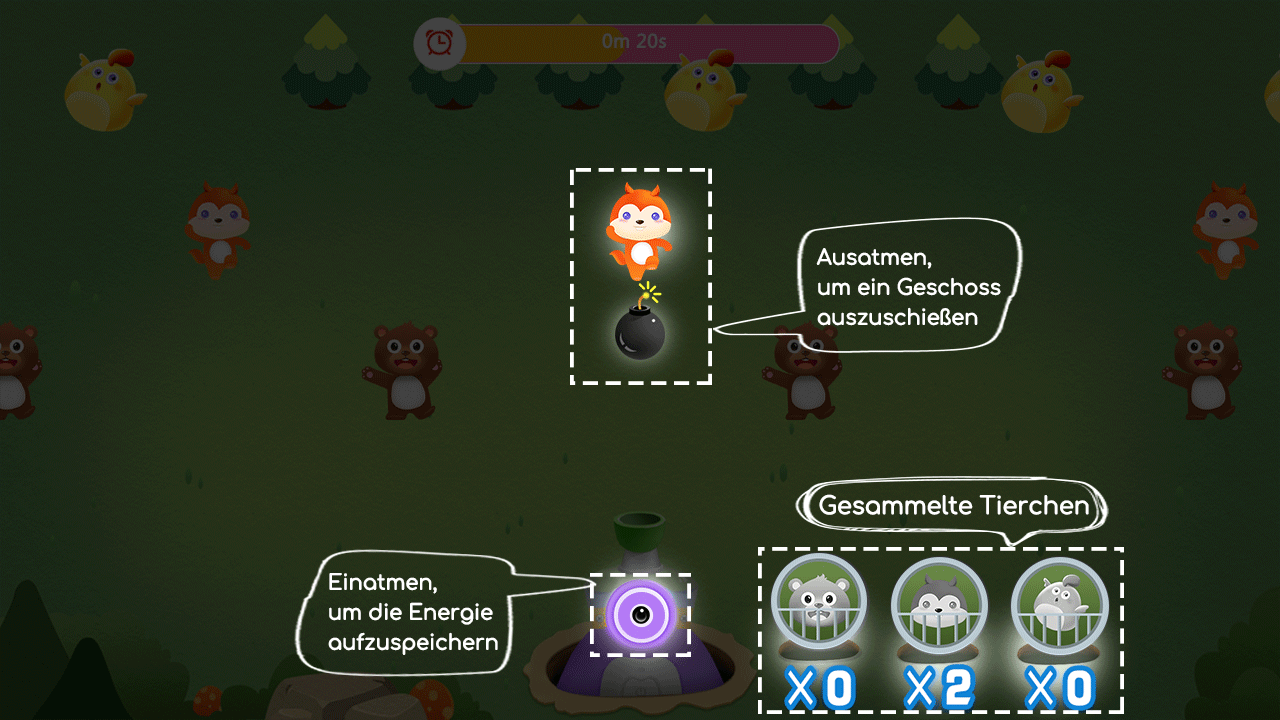 0m 20s
Ausatmen,
um ein Geschoss
auszuschießen
Gesammelte Tierchen
Einatmen,
um die Energie
aufzuspeichern
X0 X2 X0